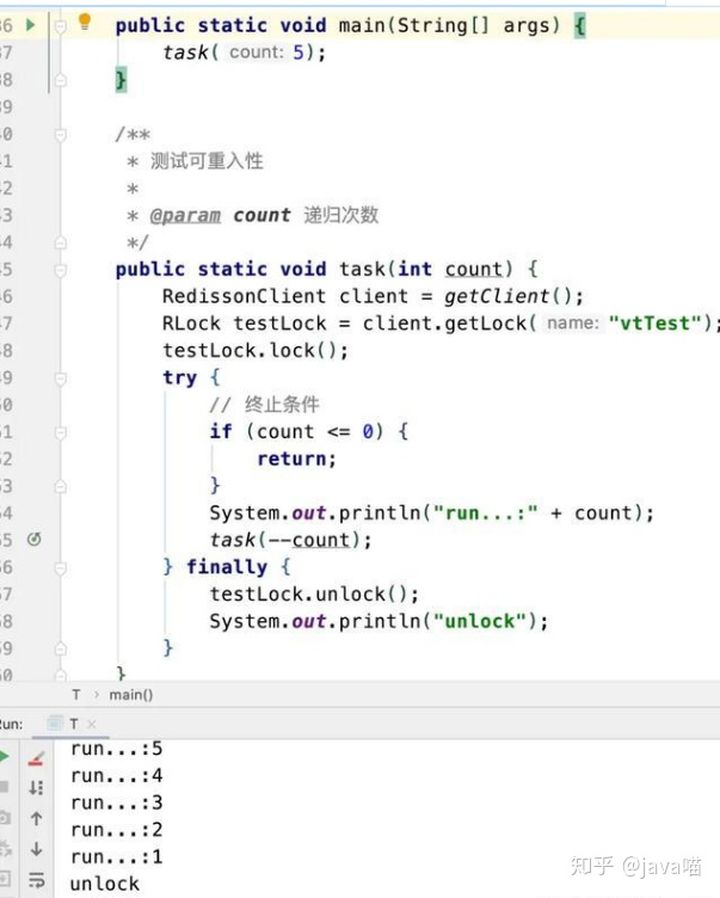 36 public static void main(String[] args) {
37 task( count: 5);
38 }
39
40 /**
41 * 测试可重入性
42 *
43 * @param count 递归次数
44 */
45 public static void task(int count) {
46 RedissonClient client = getClient();
47 RLock testLock = client.getLock( name: "vtTest");
48 testLock.lock();
49 try {
50 // 终止条件
51 if (count <= 0) {
52 return;
53 }
54 System.out.println("run...:" + count);
55 task(--count);
56 } finally {
57 testLock.unlock();
58 System.out.println("unlock");
59 }
60 }
T › main()
Run: T ×
run...:5
run...:4
run...:3
run...:2
run...:1
unlock
知乎 @java喵